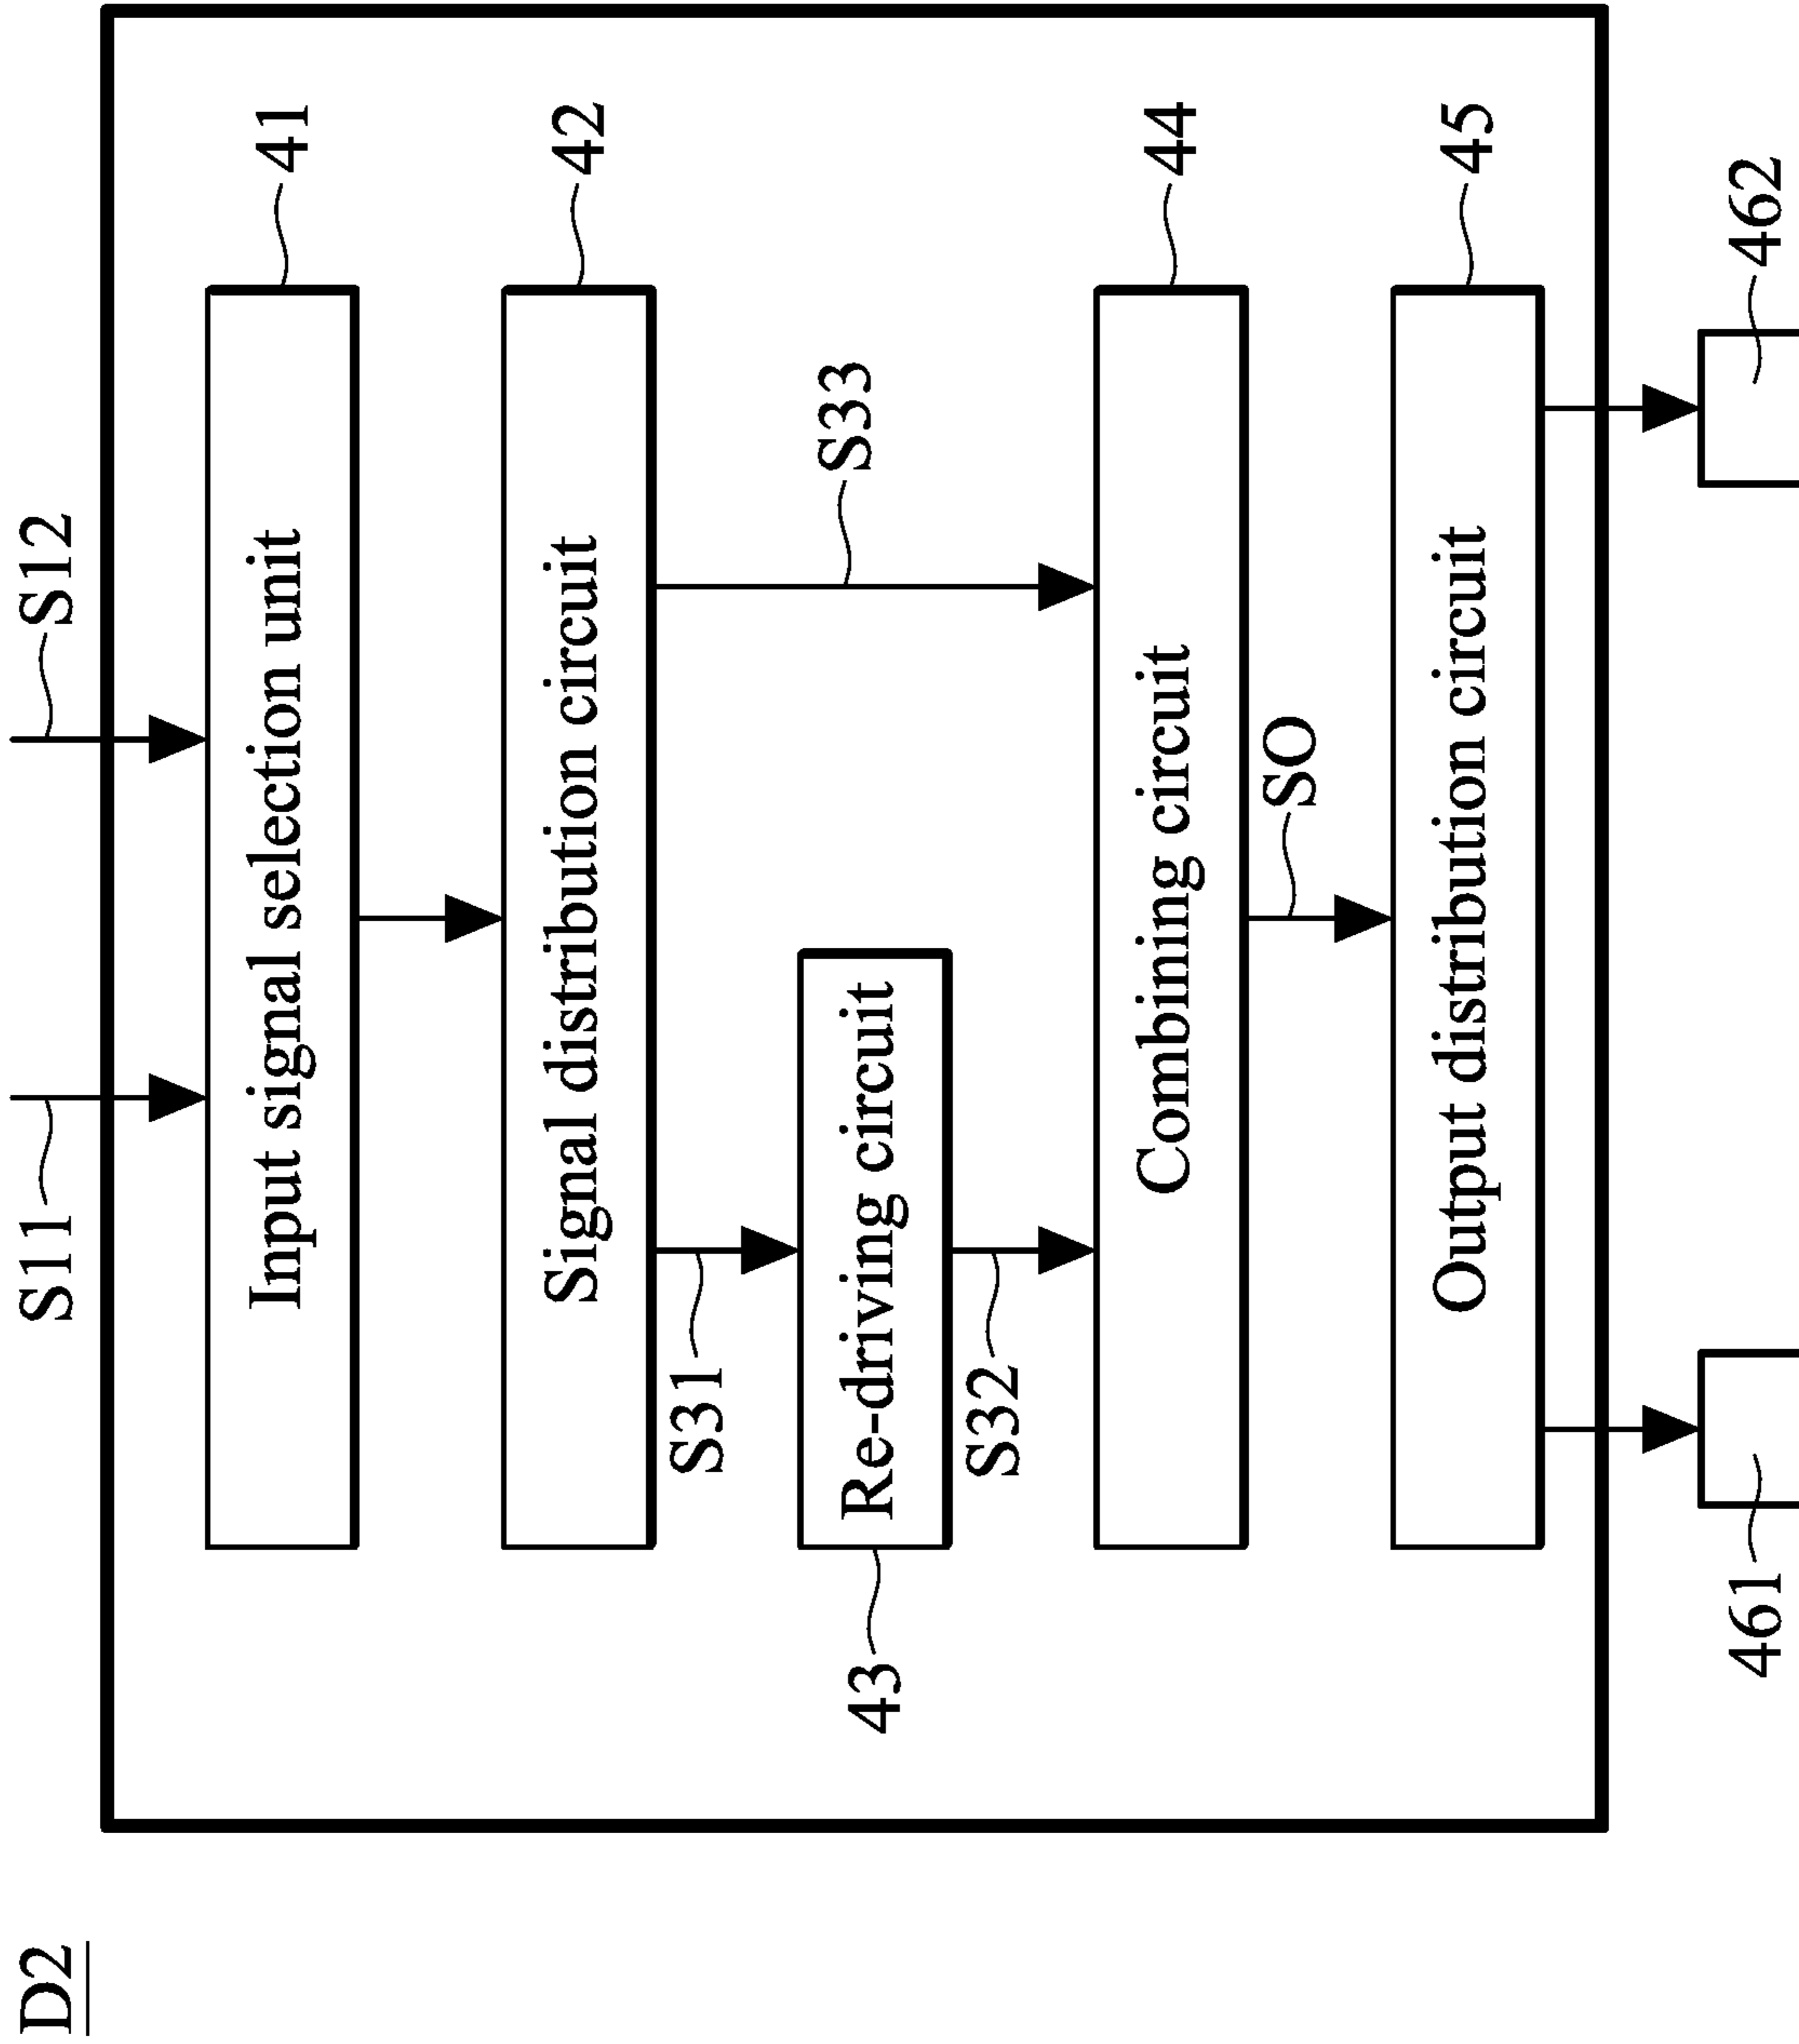 D2
S11
S12
Input signal selection unit
41
Signal distribution circuit
42
S31
S33
Re-driving circuit
43
S32
Combining circuit
44
SO
Output distribution circuit
45
461
462